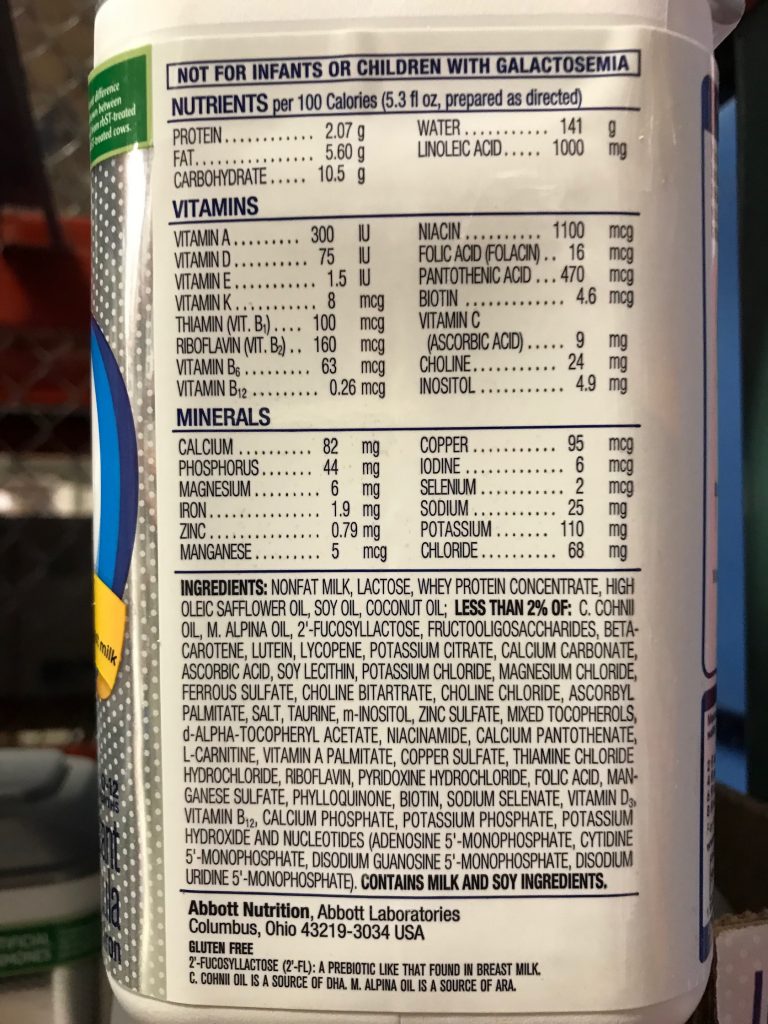 difference
between
rbST-treated
treated cows.
NOT FOR INFANTS OR CHILDREN WITH GALACTOSEMIA
NUTRIENTS per 100 Calories (5.3 fl oz, prepared as directed)
PROTEIN ............ 2.07 g WATER ........... 141 g
FAT ............... 5.60 g LINOLEIC ACID ..... 1000 mg
CARBOHYDRATE ..... 10.5 g
VITAMINS
VITAMIN A ......... 300 IU NIACIN .......... 1100 mcg
VITAMIN D .......... 75 IU FOLIC ACID (FOLACIN) .. 16 mcg
VITAMIN E ........... 1.5 IU PANTOTHENIC ACID ... 470 mcg
VITAMIN K ........... 8 mcg BIOTIN ............ 4.6 mcg
THIAMIN (VIT. B1) .... 100 mcg VITAMIN C
RIBOFLAVIN (VIT. B2) .. 160 mcg (ASCORBIC ACID) ..... 9 mg
VITAMIN B6 ......... 63 mcg CHOLINE ........... 24 mg
VITAMIN B12 ......... 0.26 mcg INOSITOL ........... 4.9 mg
MINERALS
CALCIUM .......... 82 mg COPPER ........... 95 mcg
PHOSPHORUS ....... 44 mg IODINE ............. 6 mcg
MAGNESIUM ........ 6 mg SELENIUM .......... 2 mcg
IRON .............. 1.9 mg SODIUM ........... 25 mg
ZINC ............... 0.79 mg POTASSIUM ....... 110 mg
MANGANESE ......... 5 mcg CHLORIDE .......... 68 mg
INGREDIENTS: NONFAT MILK, LACTOSE, WHEY PROTEIN CONCENTRATE, HIGH
OLEIC SAFFLOWER OIL, SOY OIL, COCONUT OIL; LESS THAN 2% OF: C. COHNII
OIL, M. ALPINA OIL, 2'-FUCOSYLLACTOSE, FRUCTOOLIGOSACCHARIDES, BETA-
CAROTENE, LUTEIN, LYCOPENE, POTASSIUM CITRATE, CALCIUM CARBONATE,
ASCORBIC ACID, SOY LECITHIN, POTASSIUM CHLORIDE, MAGNESIUM CHLORIDE,
FERROUS SULFATE, CHOLINE BITARTRATE, CHOLINE CHLORIDE, ASCORBYL
PALMITATE, SALT, TAURINE, m-INOSITOL, ZINC SULFATE, MIXED TOCOPHEROLS,
d-ALPHA-TOCOPHERYL ACETATE, NIACINAMIDE, CALCIUM PANTOTHENATE,
L-CARNITINE, VITAMIN A PALMITATE, COPPER SULFATE, THIAMINE CHLORIDE
HYDROCHLORIDE, RIBOFLAVIN, PYRIDOXINE HYDROCHLORIDE, FOLIC ACID, MAN-
GANESE SULFATE, PHYLLOQUINONE, BIOTIN, SODIUM SELENATE, VITAMIN D3,
VITAMIN B12, CALCIUM PHOSPHATE, POTASSIUM PHOSPHATE, POTASSIUM
HYDROXIDE AND NUCLEOTIDES (ADENOSINE 5'-MONOPHOSPHATE, CYTIDINE
5'-MONOPHOSPHATE, DISODIUM GUANOSINE 5'-MONOPHOSPHATE, DISODIUM
URIDINE 5'-MONOPHOSPHATE). CONTAINS MILK AND SOY INGREDIENTS.
Abbott Nutrition, Abbott Laboratories
Columbus, Ohio 43219-3034 USA
GLUTEN FREE
2'-FUCOSYLLACTOSE (2'-FL): A PREBIOTIC LIKE THAT FOUND IN BREAST MILK.
C. COHNII OIL IS A SOURCE OF DHA. M. ALPINA OIL IS A SOURCE OF ARA.
milk